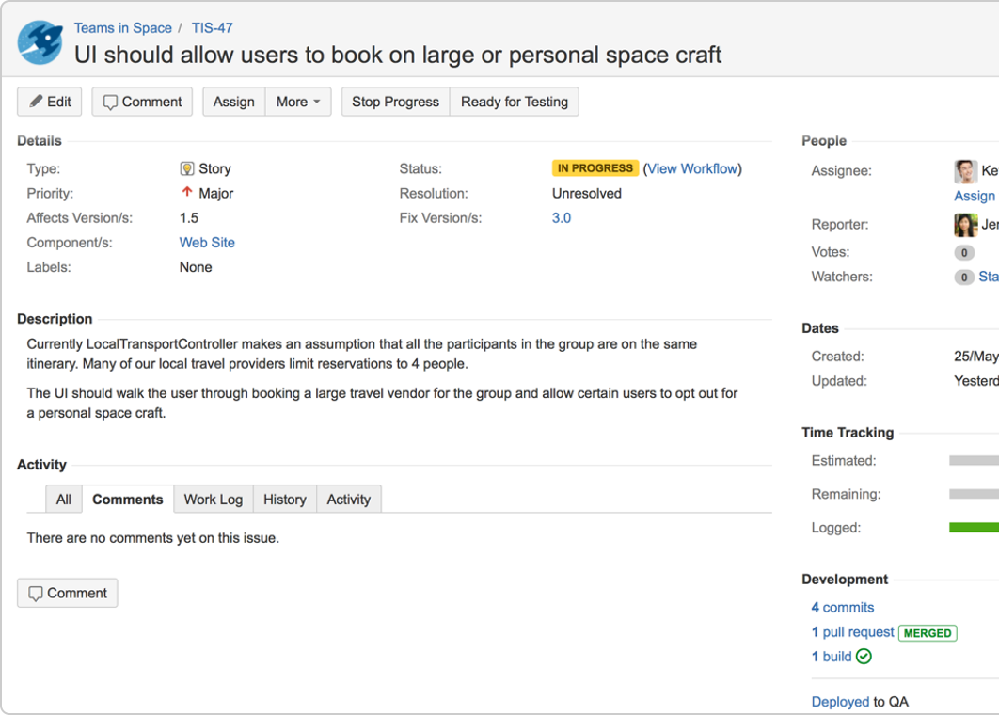 Teams in Space / TIS-47
UI should allow users to book on large or personal space craft
Edit Comment Assign More Stop Progress Ready for Testing
Details
Type: Story
Priority: Major
Affects Version/s: 1.5
Component/s: Web Site
Labels: None
Status: IN PROGRESS (View Workflow)
Resolution: Unresolved
Fix Version/s: 3.0
Description
Currently LocalTransportController makes an assumption that all the participants in the group are on the same
itinerary. Many of our local travel providers limit reservations to 4 people.
The UI should walk the user through booking a large travel vendor for the group and allow certain users to opt out for
a personal space craft.
Activity
All Comments Work Log History Activity
There are no comments yet on this issue.
Comment
People
Assignee: Ke
Assign
Reporter: Jer
Votes: 0
Watchers: 0 Sta
Dates
Created: 25/May
Updated: Yesterd
Time Tracking
Estimated:
Remaining:
Logged:
Development
4 commits
1 pull request MERGED
1 build
Deployed to QA